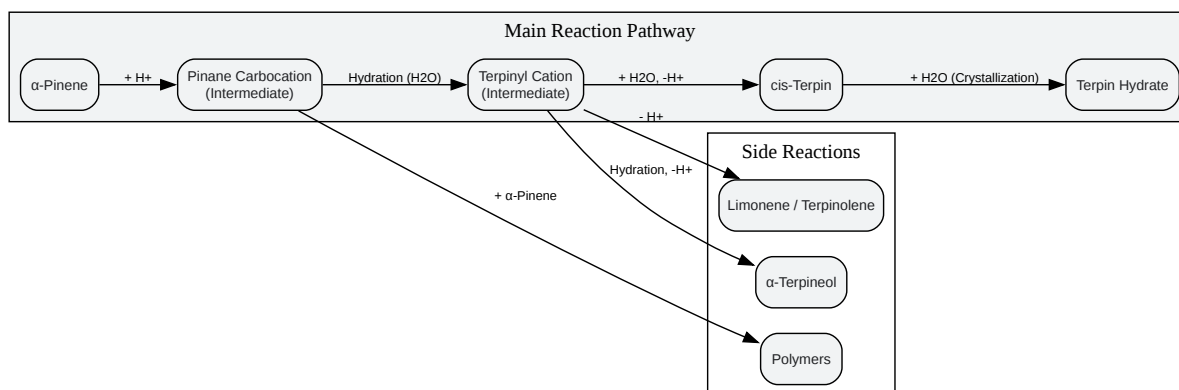 Main Reaction Pathway
α-Pinene
+ H+
Pinane Carbocation
(Intermediate)
Hydration (H2O)
Terpinyl Cation
(Intermediate)
+ H2O, -H+
cis-Terpin
+ H2O (Crystallization)
Terpin Hydrate
- H+
Side Reactions
Hydration, -H+
+ α-Pinene
Limonene / Terpinolene
α-Terpineol
Polymers